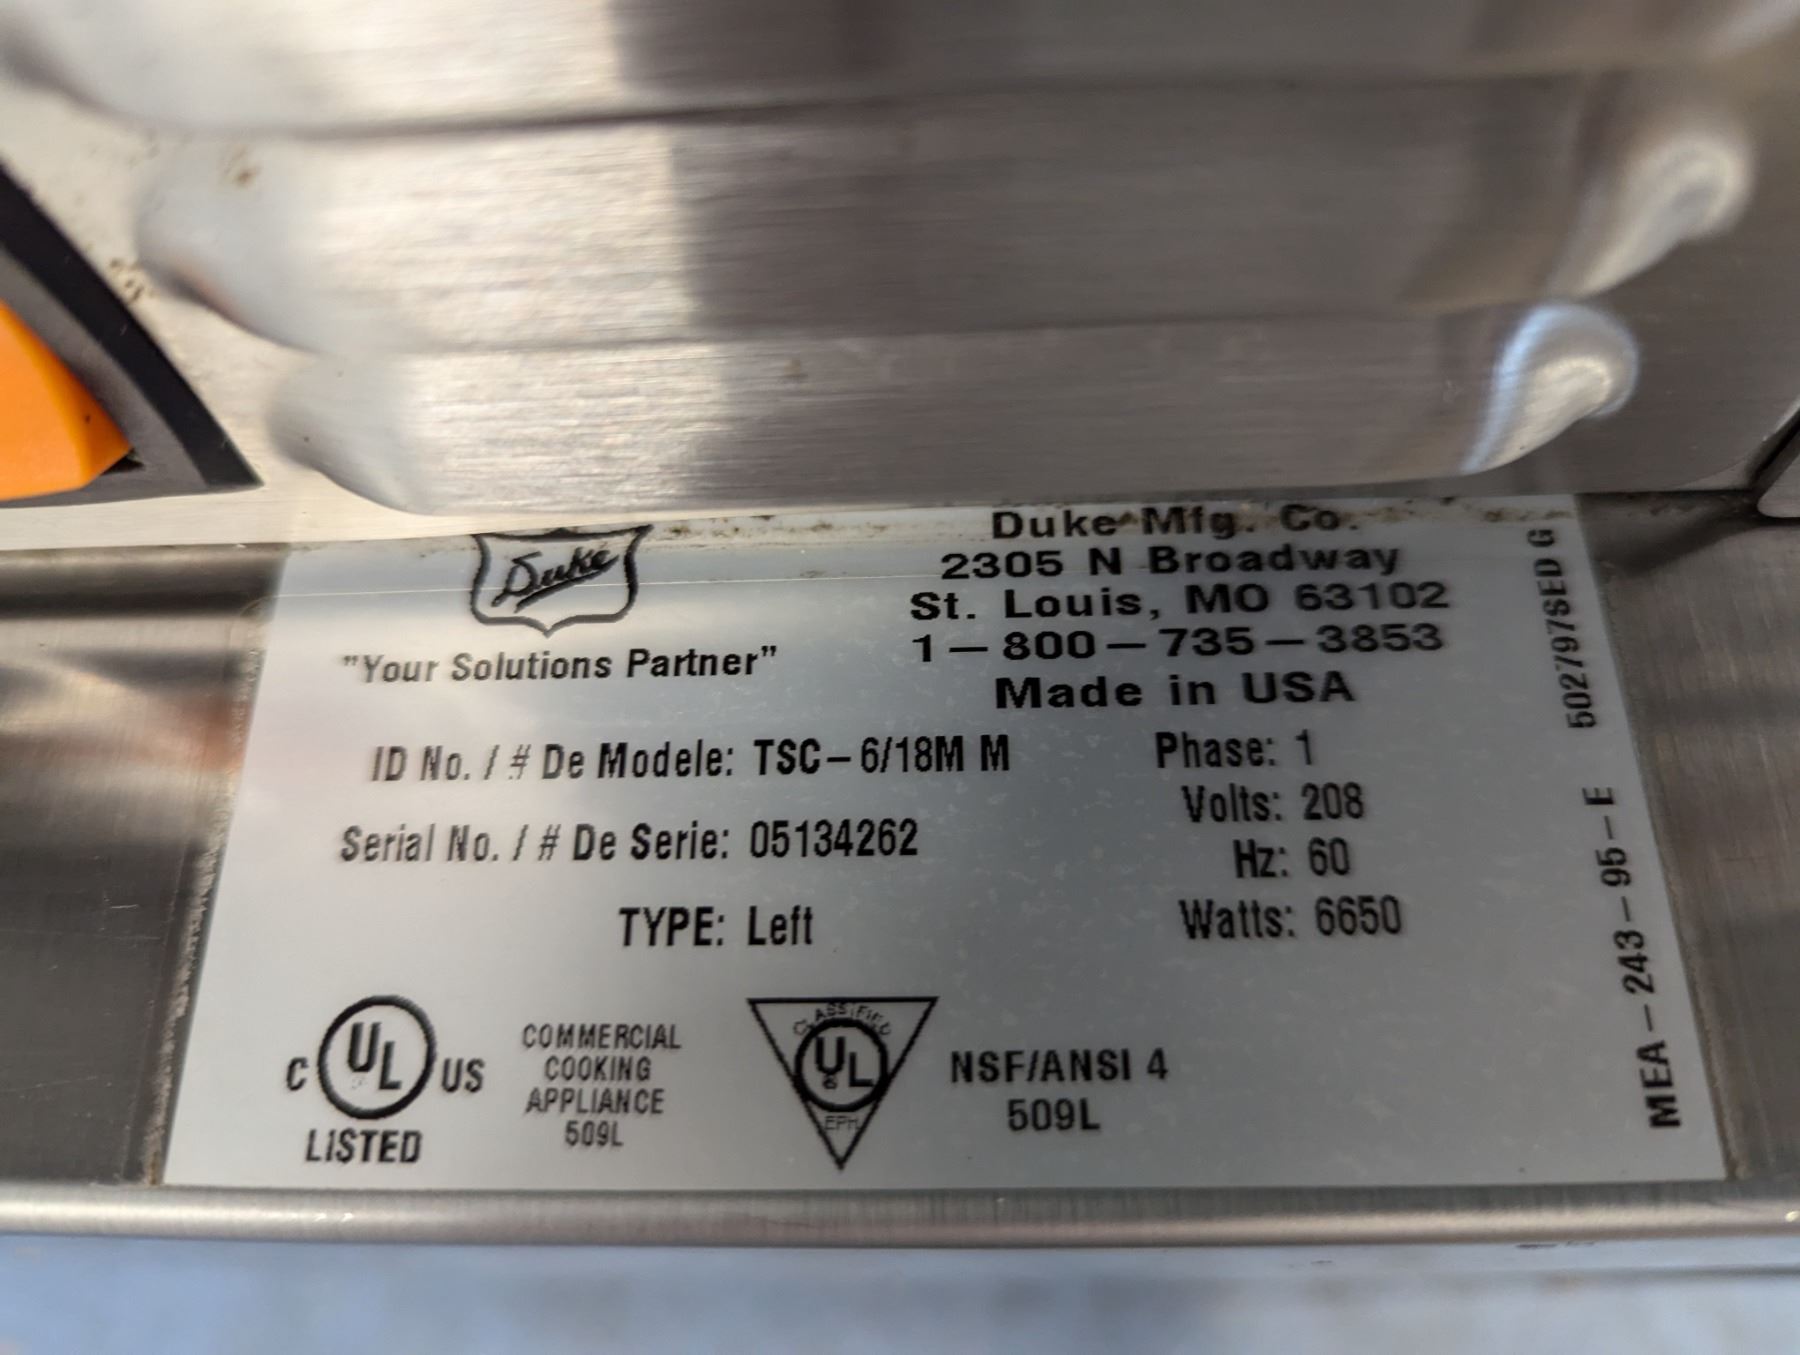 Duke
"Your Solutions Partner"
Duke Mfg. Co.
2305 N Broadway
St. Louis, MO 63102
1-800-735-3853
Made in USA
ID No. / # De Modele: TSC-6/18M M
Serial No. / # De Serie: 05134262
TYPE: Left
Phase: 1
Volts: 208
Hz: 60
Watts: 6650
C UL US
LISTED
COMMERCIAL
COOKING
APPLIANCE
509L
CLASSIFIED
UL
EPH
NSF/ANSI 4
509L
502797SED G
MEA-243-95-E